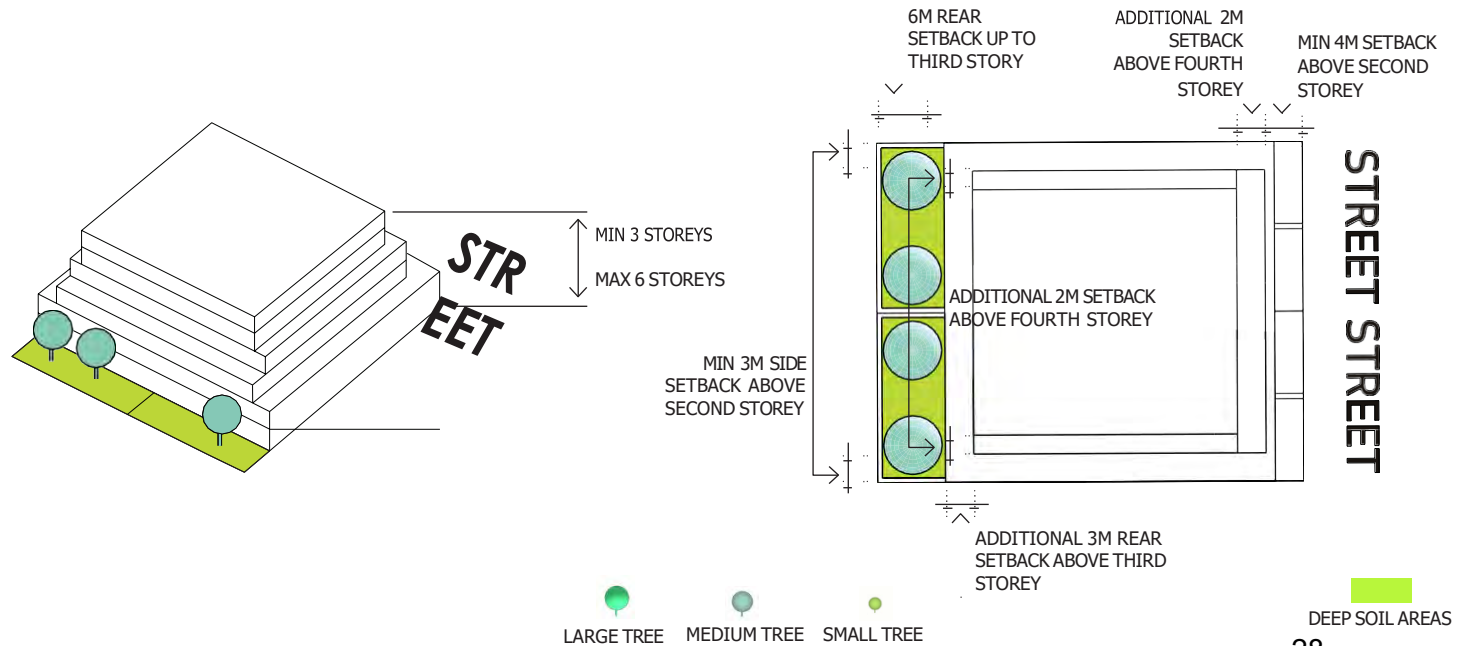 6M REAR
SETBACK UP TO
THIRD STORY
ADDITIONAL 2M
SETBACK
ABOVE FOURTH
STOREY
MIN 4M SETBACK
ABOVE SECOND
STOREY
STR
EET
MIN 3 STOREYS
MAX 6 STOREYS
MIN 3M SIDE
SETBACK ABOVE
SECOND STOREY
ADDITIONAL 2M SETBACK
ABOVE FOURTH STOREY
STREET STREET
ADDITIONAL 3M REAR
SETBACK ABOVE THIRD
STOREY
LARGE TREE
MEDIUM TREE
SMALL TREE
DEEP SOIL AREAS